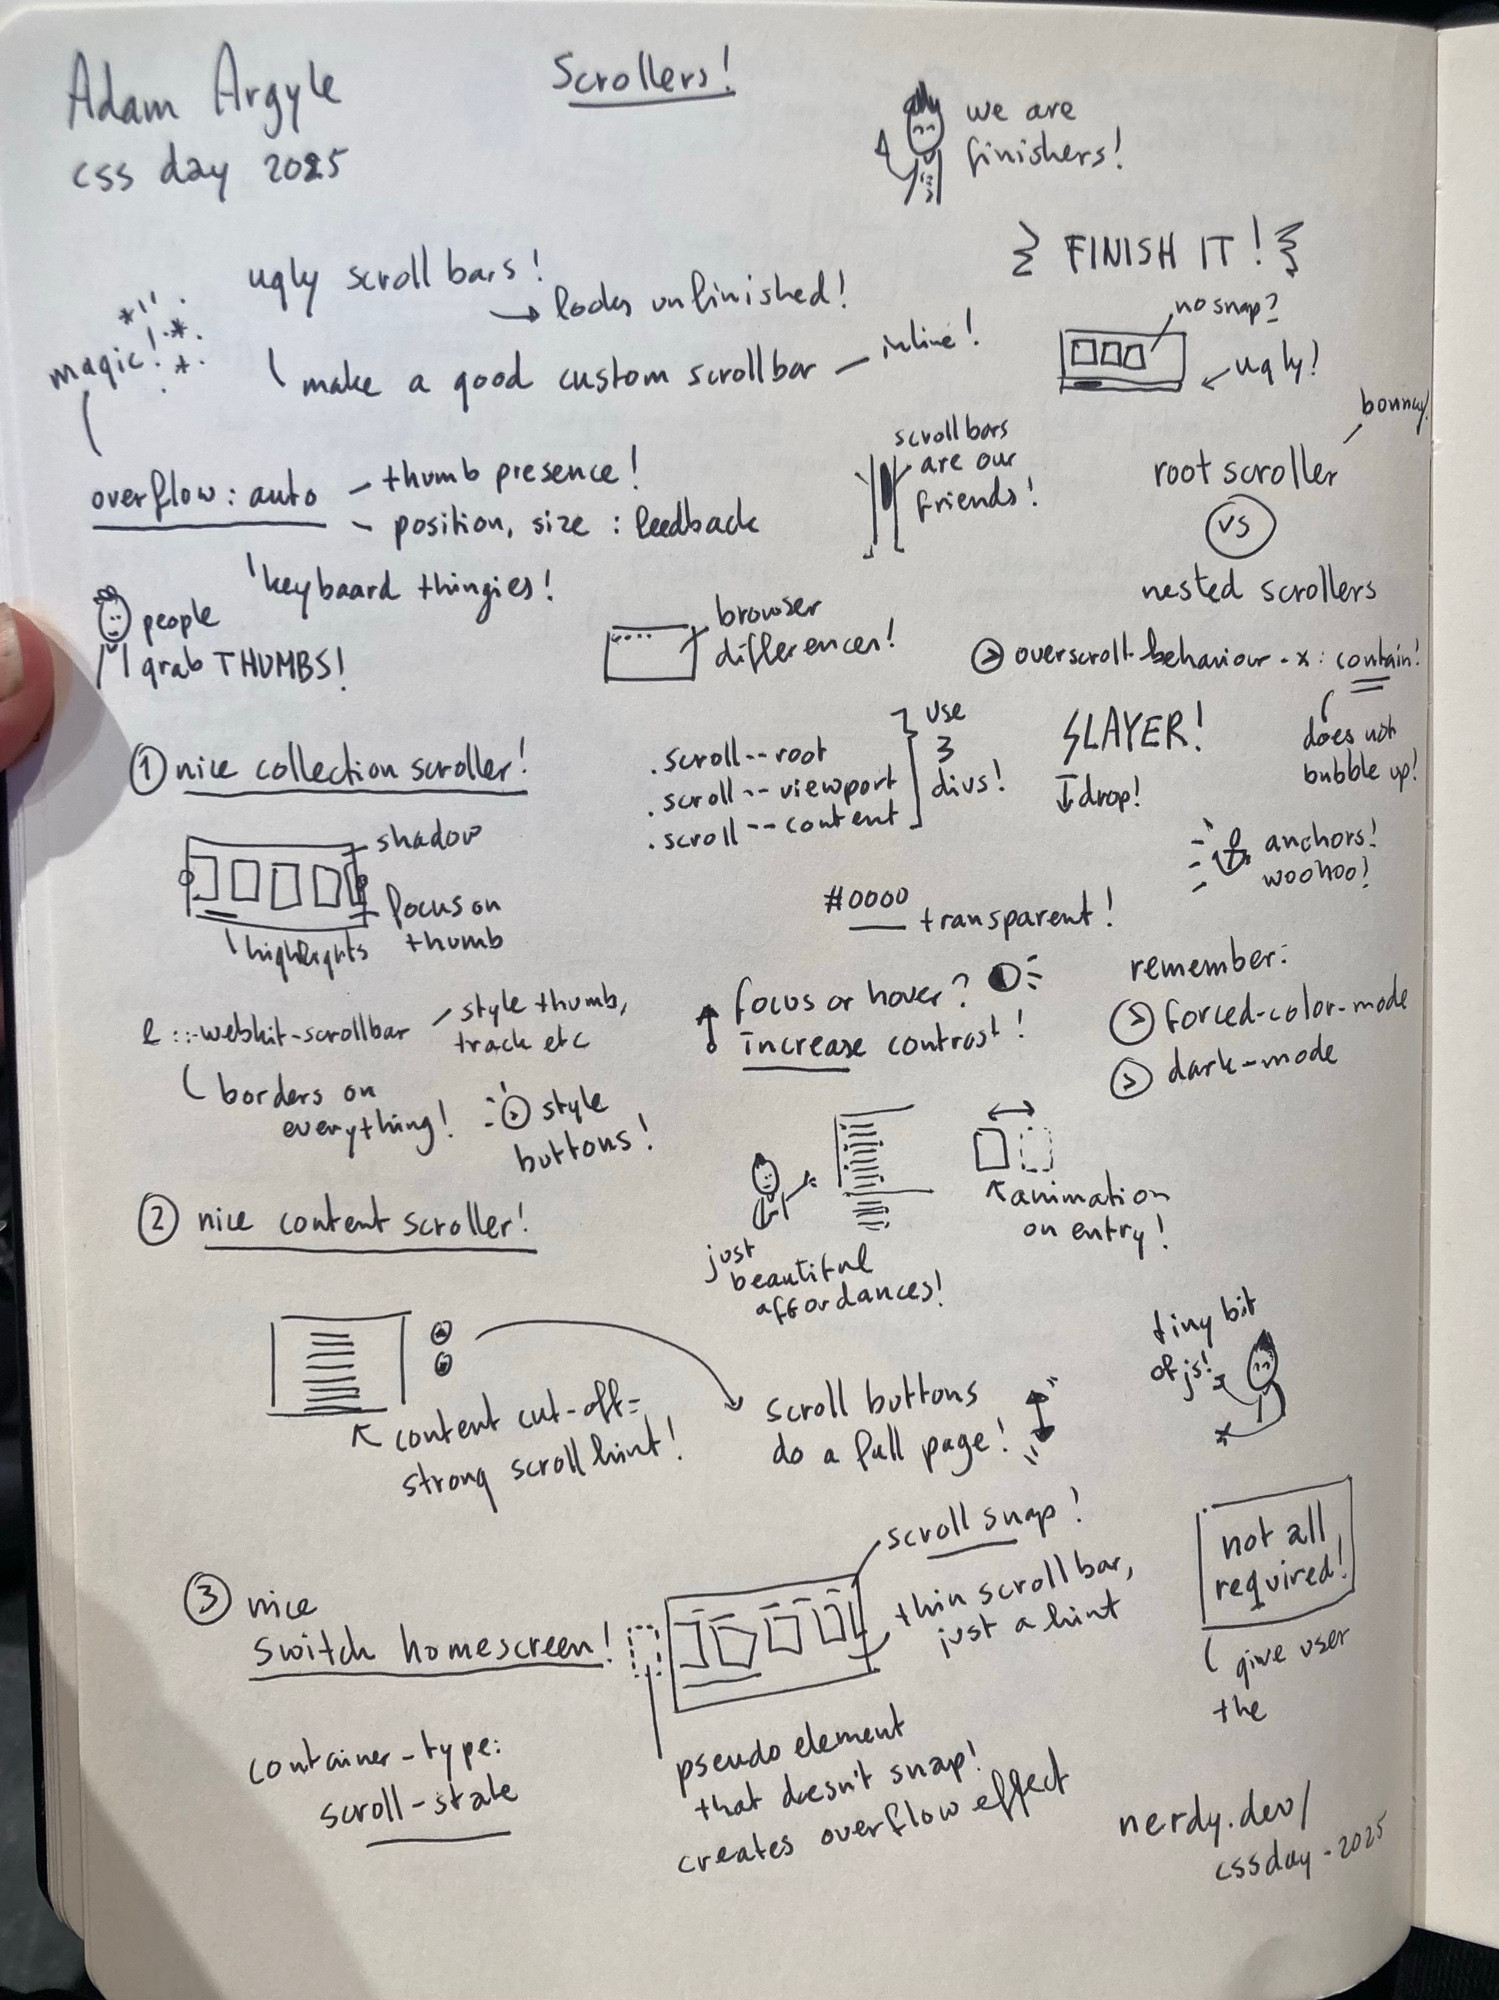 Adam Argyle
css day 2025
Scrollers!
we are
finishers!
FINISH IT!
ugly scrollbars!
→ looks unfinished!
magic!
make a good custom scrollbar – inline!
no snap?
ugly!
overflow: auto
– thumb presence!
– position, size: feedback
keyboard thingies!
scrollbars
are our
friends!
bouncy!
root scroller
vs
nested scrollers
people
grab THUMBS!
browser
differences!
overscroll-behaviour-x: contain!
does not
bubble up!
① nice collection scroller!
.scroll--root
.scroll--viewport
.scroll--content
use
3
divs!
SLAYER!
drop!
anchors!
woohoo!
shadow
focus on
thumb
highlights
#0000
transparent!
::-webkit-scrollbar
style thumb,
track etc
borders on
everything!
style
buttons!
focus or hover?
increase contrast!
remember:
forced-color-mode
dark-mode
just
beautiful
affordances!
animation
on entry!
② nice content scroller!
content cut-off=
strong scroll hint!
scroll buttons
do a full page!
tiny bit
of js!
③ nice
switch homescreen!
scroll snap!
thin scrollbar,
just a hint
not all
required!
give user
the
container-type:
scroll-state
pseudo element
that doesn't snap!
creates overflow effect
nerdy.dev/
cssday-2025